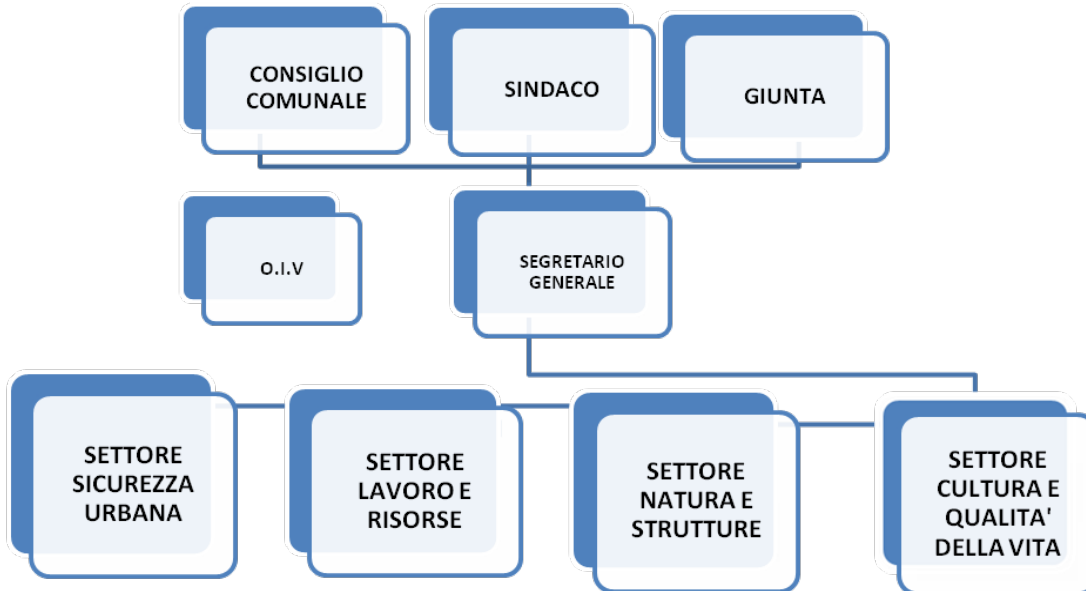 CONSIGLIO
COMUNALE
SINDACO
GIUNTA
O.I.V
SEGRETARIO
GENERALE
SETTORE
SICUREZZA
URBANA
SETTORE
LAVORO E
RISORSE
SETTORE
NATURA E
STRUTTURE
SETTORE
CULTURA E
QUALITA'
DELLA VITA